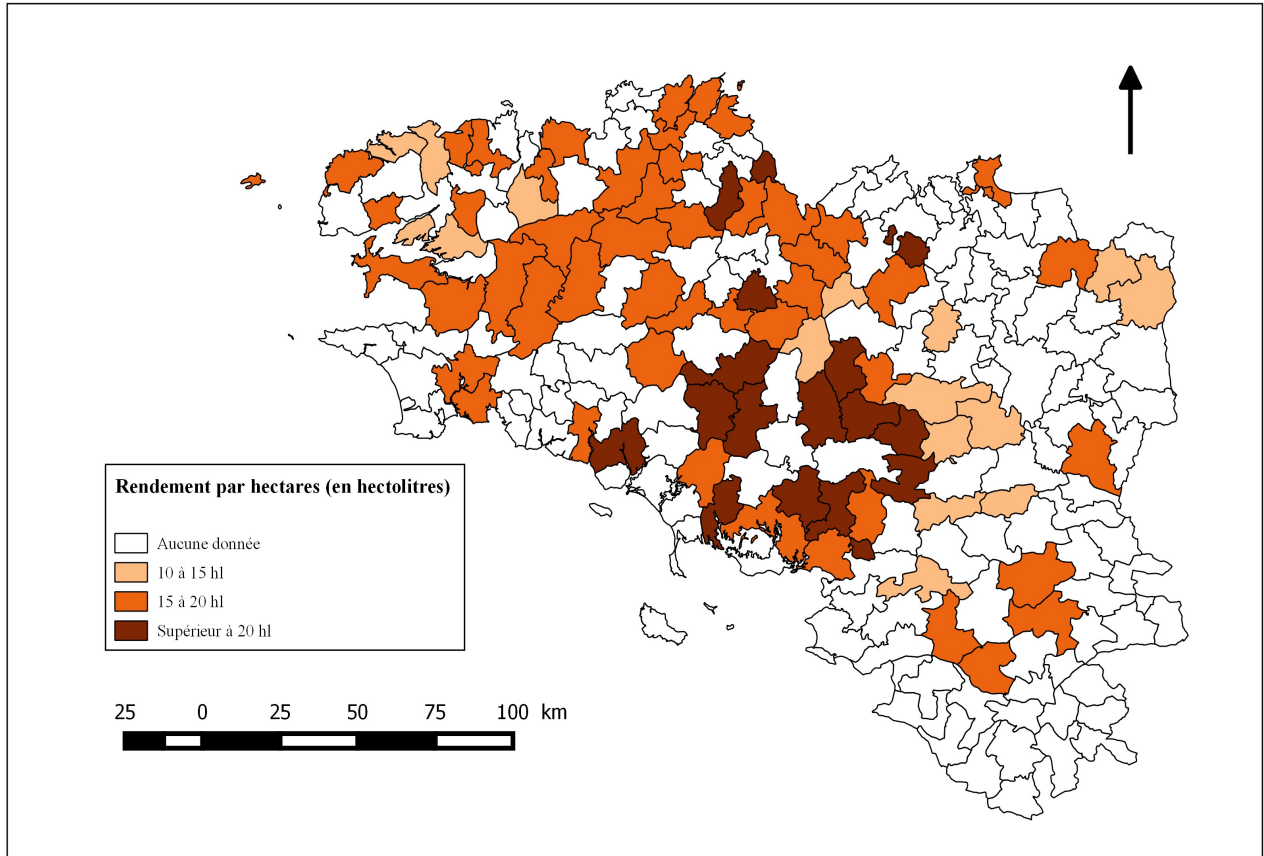 Rendement par hectares (en hectolitres)
Aucune donnée
10 à 15 hl
15 à 20 hl
Supérieur à 20 hl
25 0 25 50 75 100 km